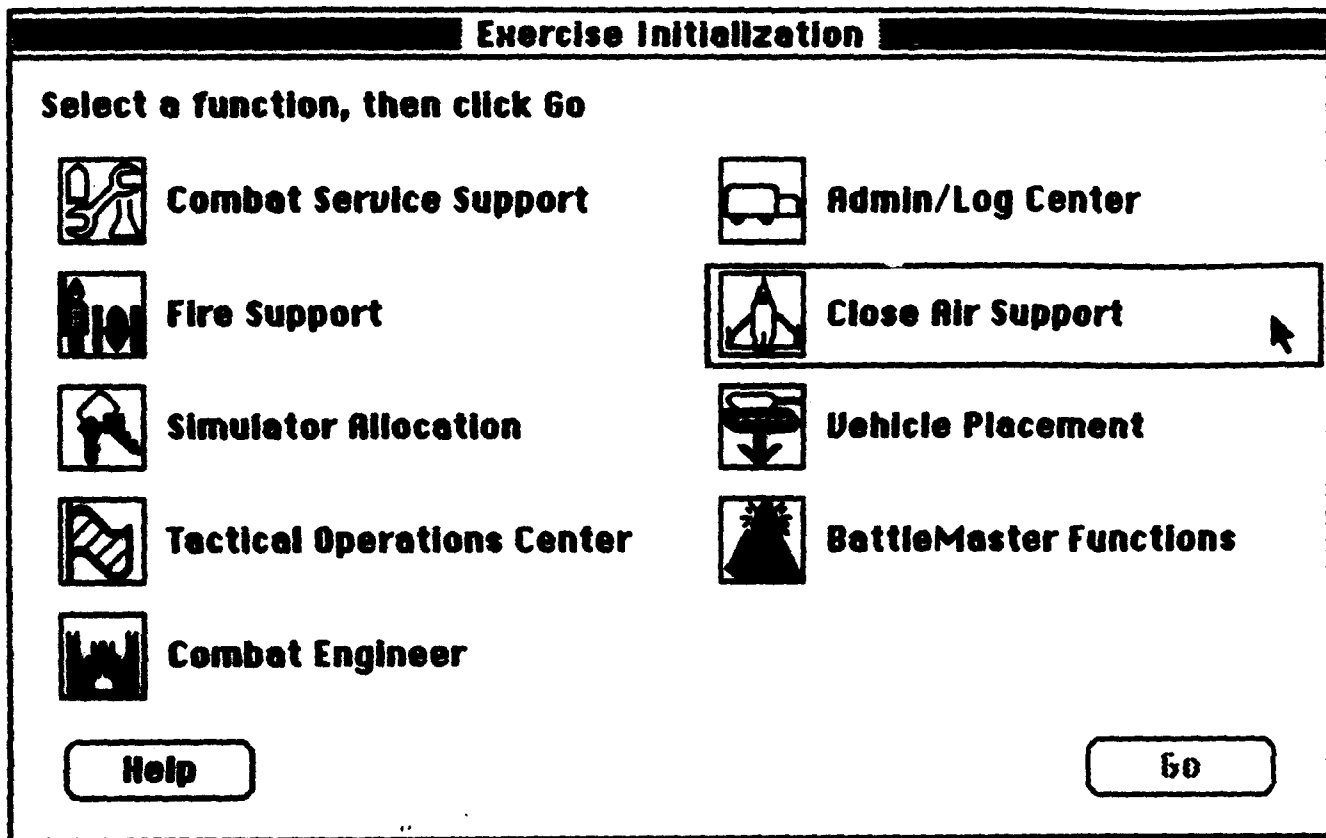 Exercise Initialization
Select a function, then click Go
Combat Service Support
Admin/Log Center
Fire Support
Close Air Support
Simulator Allocation
Vehicle Placement
Tactical Operations Center
BattleMaster Functions
Combat Engineer
Help
Go